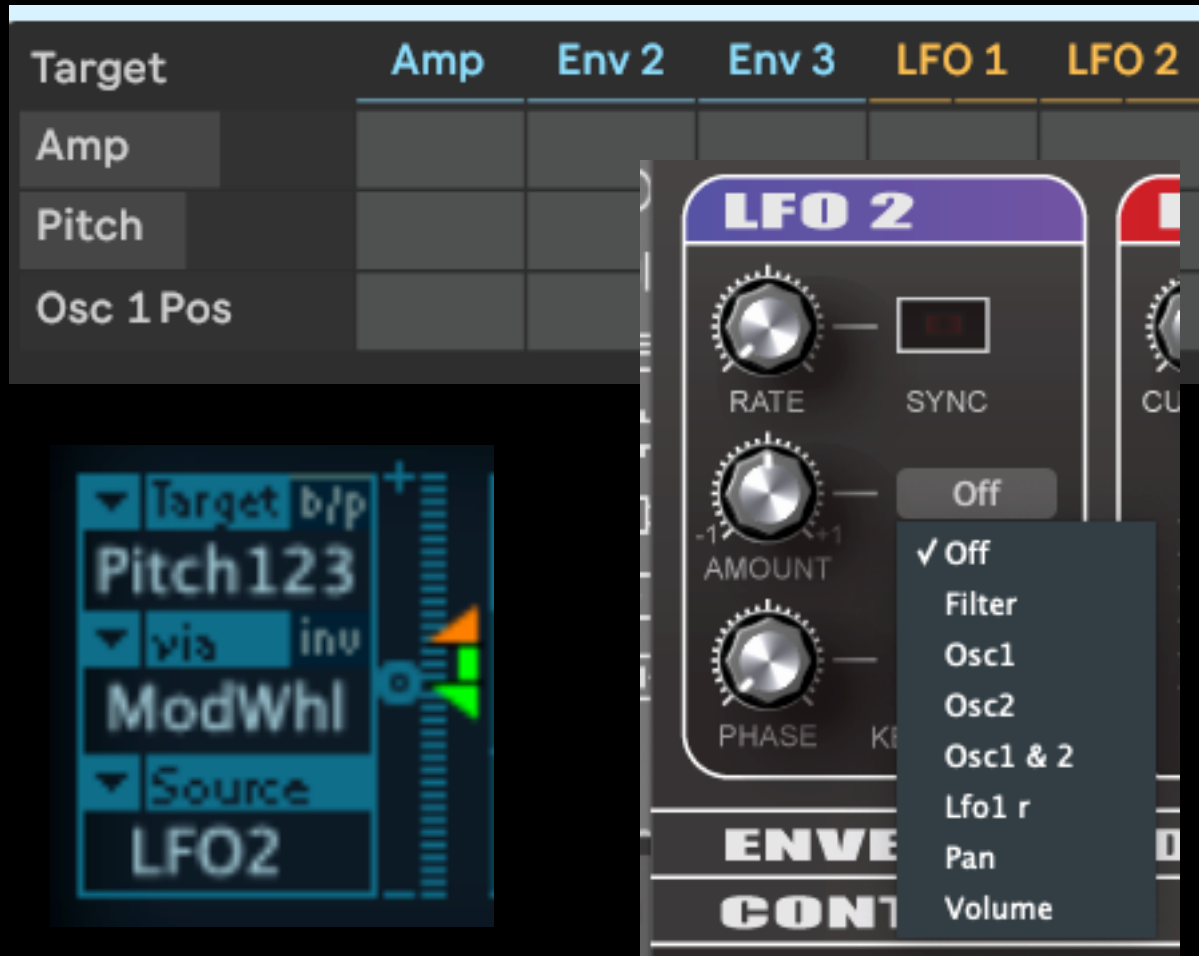 Target Amp Env 2 Env 3 LFO 1 LFO 2
Amp
Pitch
Osc 1 Pos
Target b/p
Pitch123
via inv
ModWhl
Source
LFO2
LFO 2
RATE SYNC
-1 +1
AMOUNT
Off
PHASE
✓ Off
Filter
Osc1
Osc2
Osc1 & 2
Lfo1 r
Pan
Volume